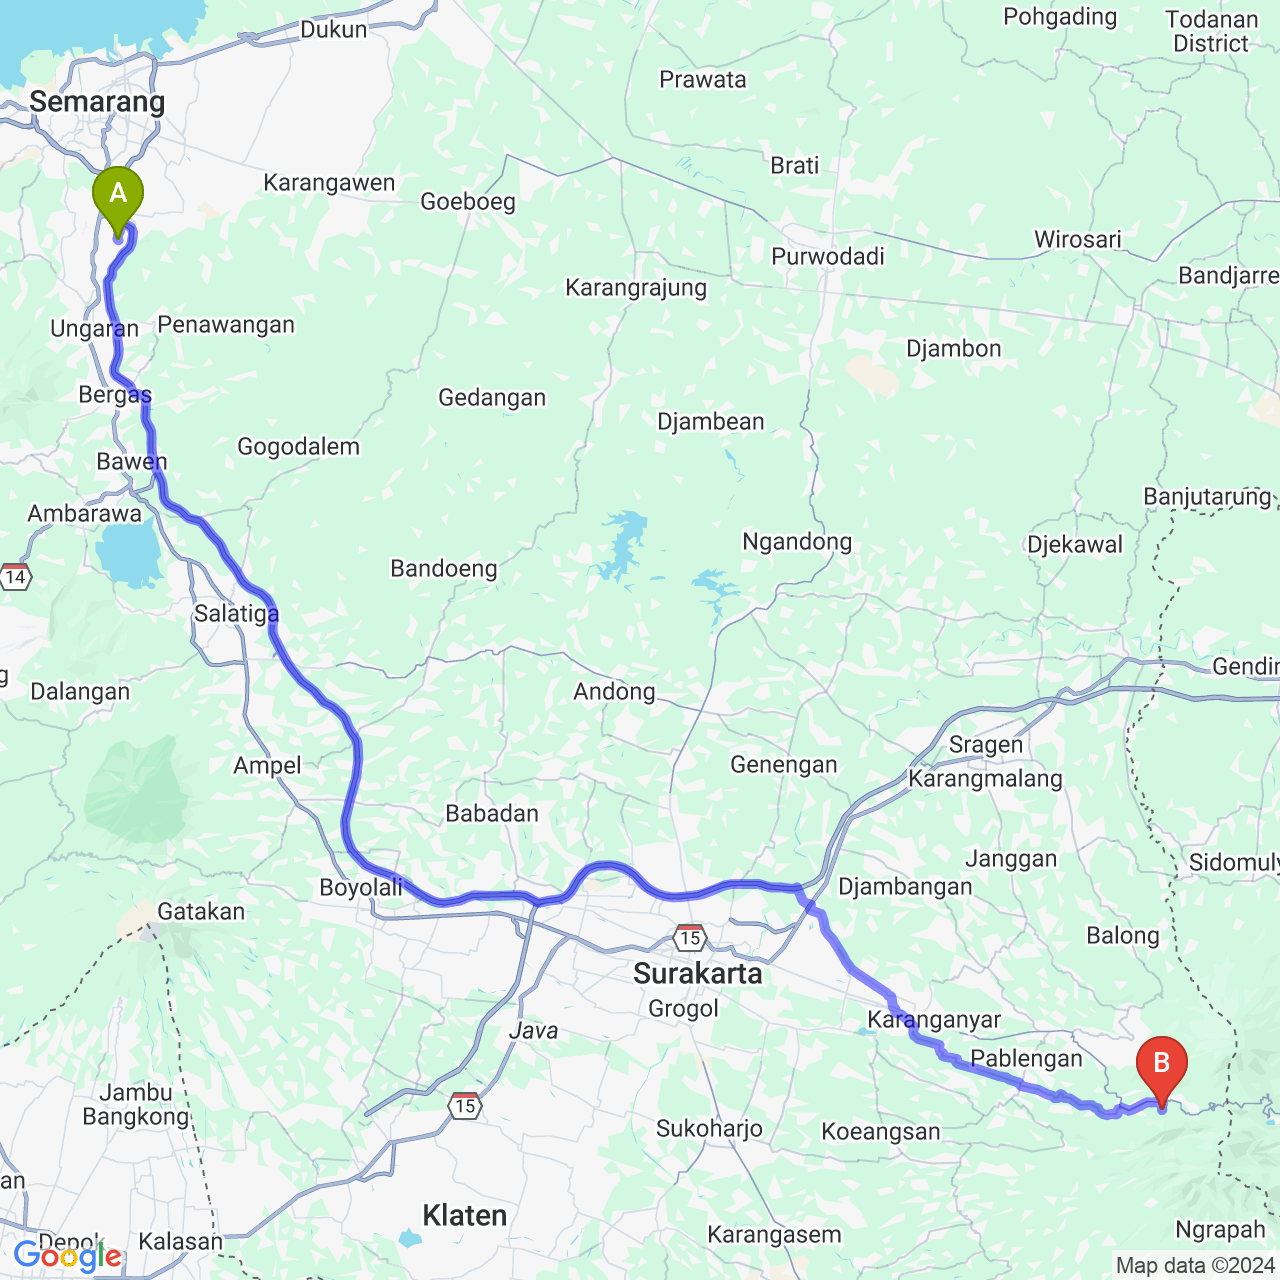 Pohgading
Todanan
District
Dukun
Prawata
Semarang
Brati
Karangawen
A
Goeboeg
Wirosari
Purwodadi
Bandjarre
Karangrajung
Ungaran
Penawangan
Djambon
Bergas
Gedangan
Djambean
Gogodalem
Bawen
Banjutarung
Ambarawa
Ngandong
Djekawal
Bandoeng
14
Salatiga
Gendin
g
Dalangan
Andong
Sragen
Ampel
Genengan
Karangmalang
Babadan
Janggan
Sidomuly
Boyolali
Djambangan
Gatakan
Balong
15
Surakarta
Grogol
Karanganyar
Java
Pablengan
B
Jambu
Bangkong
15
Sukoharjo
Koeangsan
an
Klaten
Karangasem
Ngrapah
Depok
Kalasan
Google
Map data ©2024